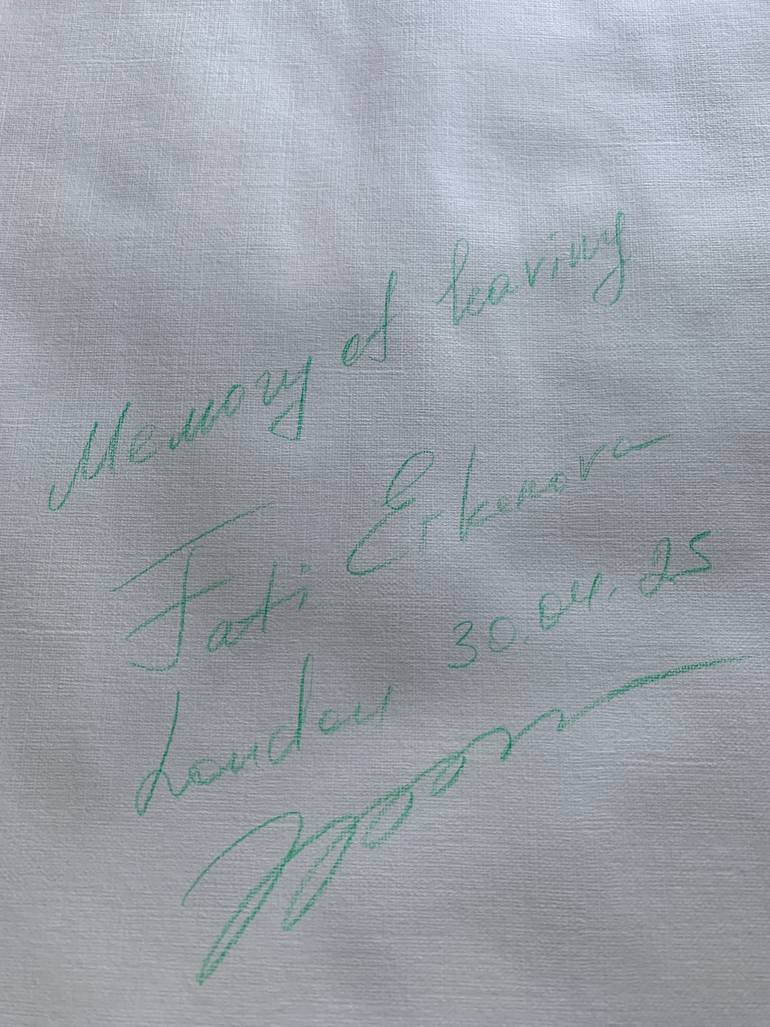 Memory of leaving
Fati Erkenova
London 30.04.25